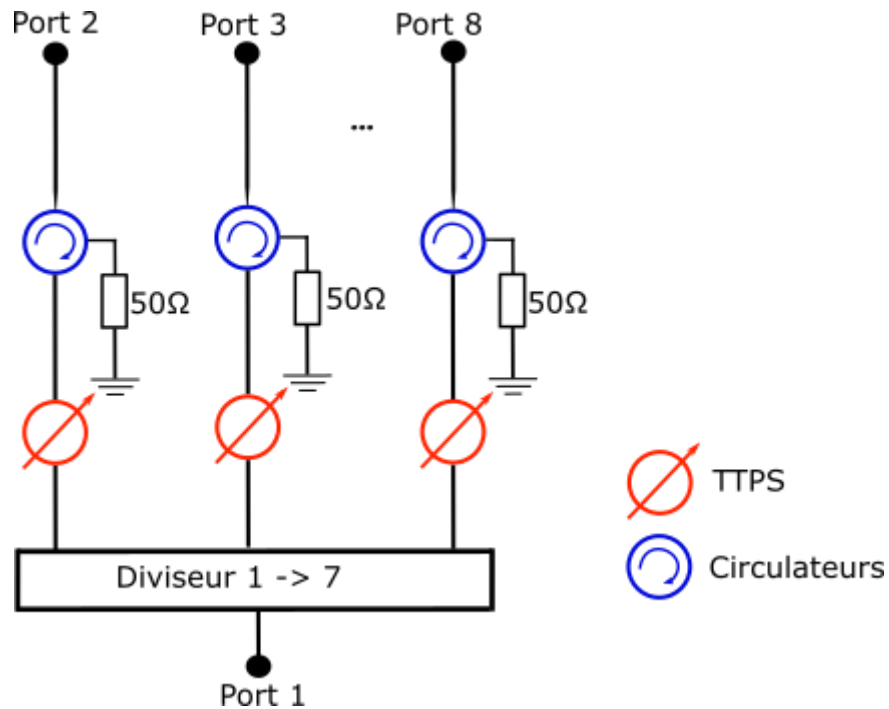 Port 2
Port 3
Port 8
...
50Ω
50Ω
50Ω
TTPS
Diviseur 1 -> 7
Circulateurs
Port 1